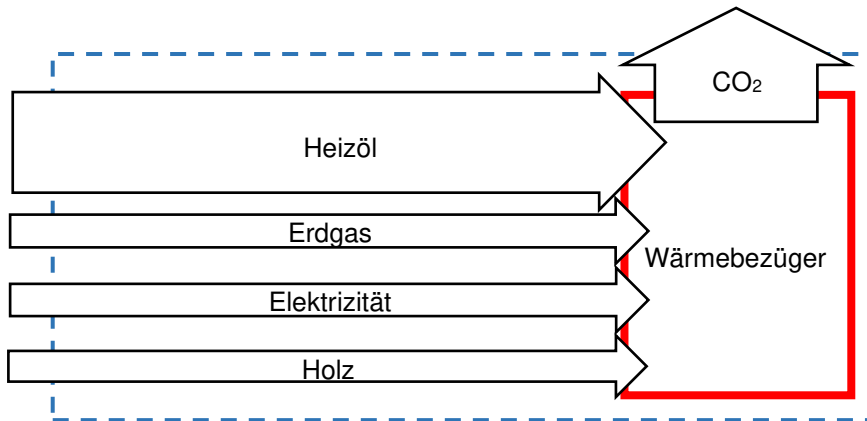 CO₂
Heizöl
Erdgas
Wärmebezüger
Elektrizität
Holz